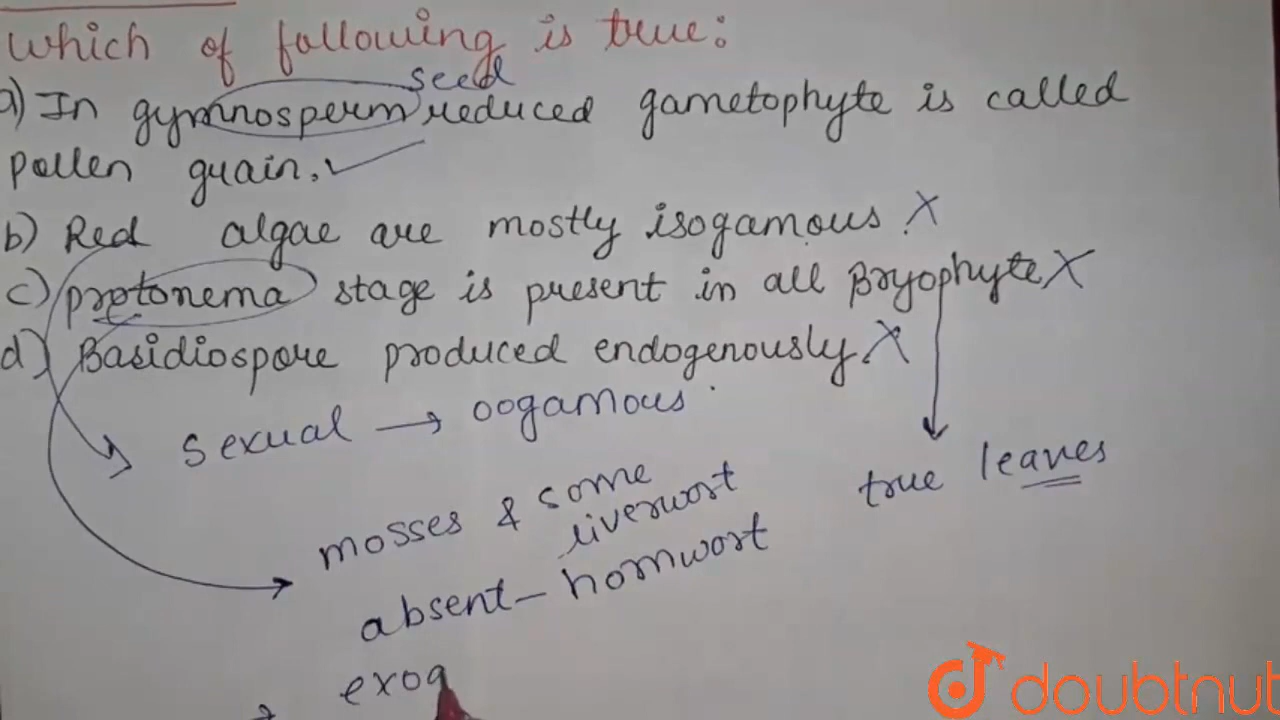 Which of following is true:
seed
a) In gymnosperm reduced gametophyte is called
pollen grain.
b) Red algae are mostly isogamous. X
c) protonema stage is present in all Bryophyte X
d) Basidiospore produced endogenously. X
sexual → oogamous
mosses & some
liverwort
true leaves
absent - hornwort
exog
doubtnut